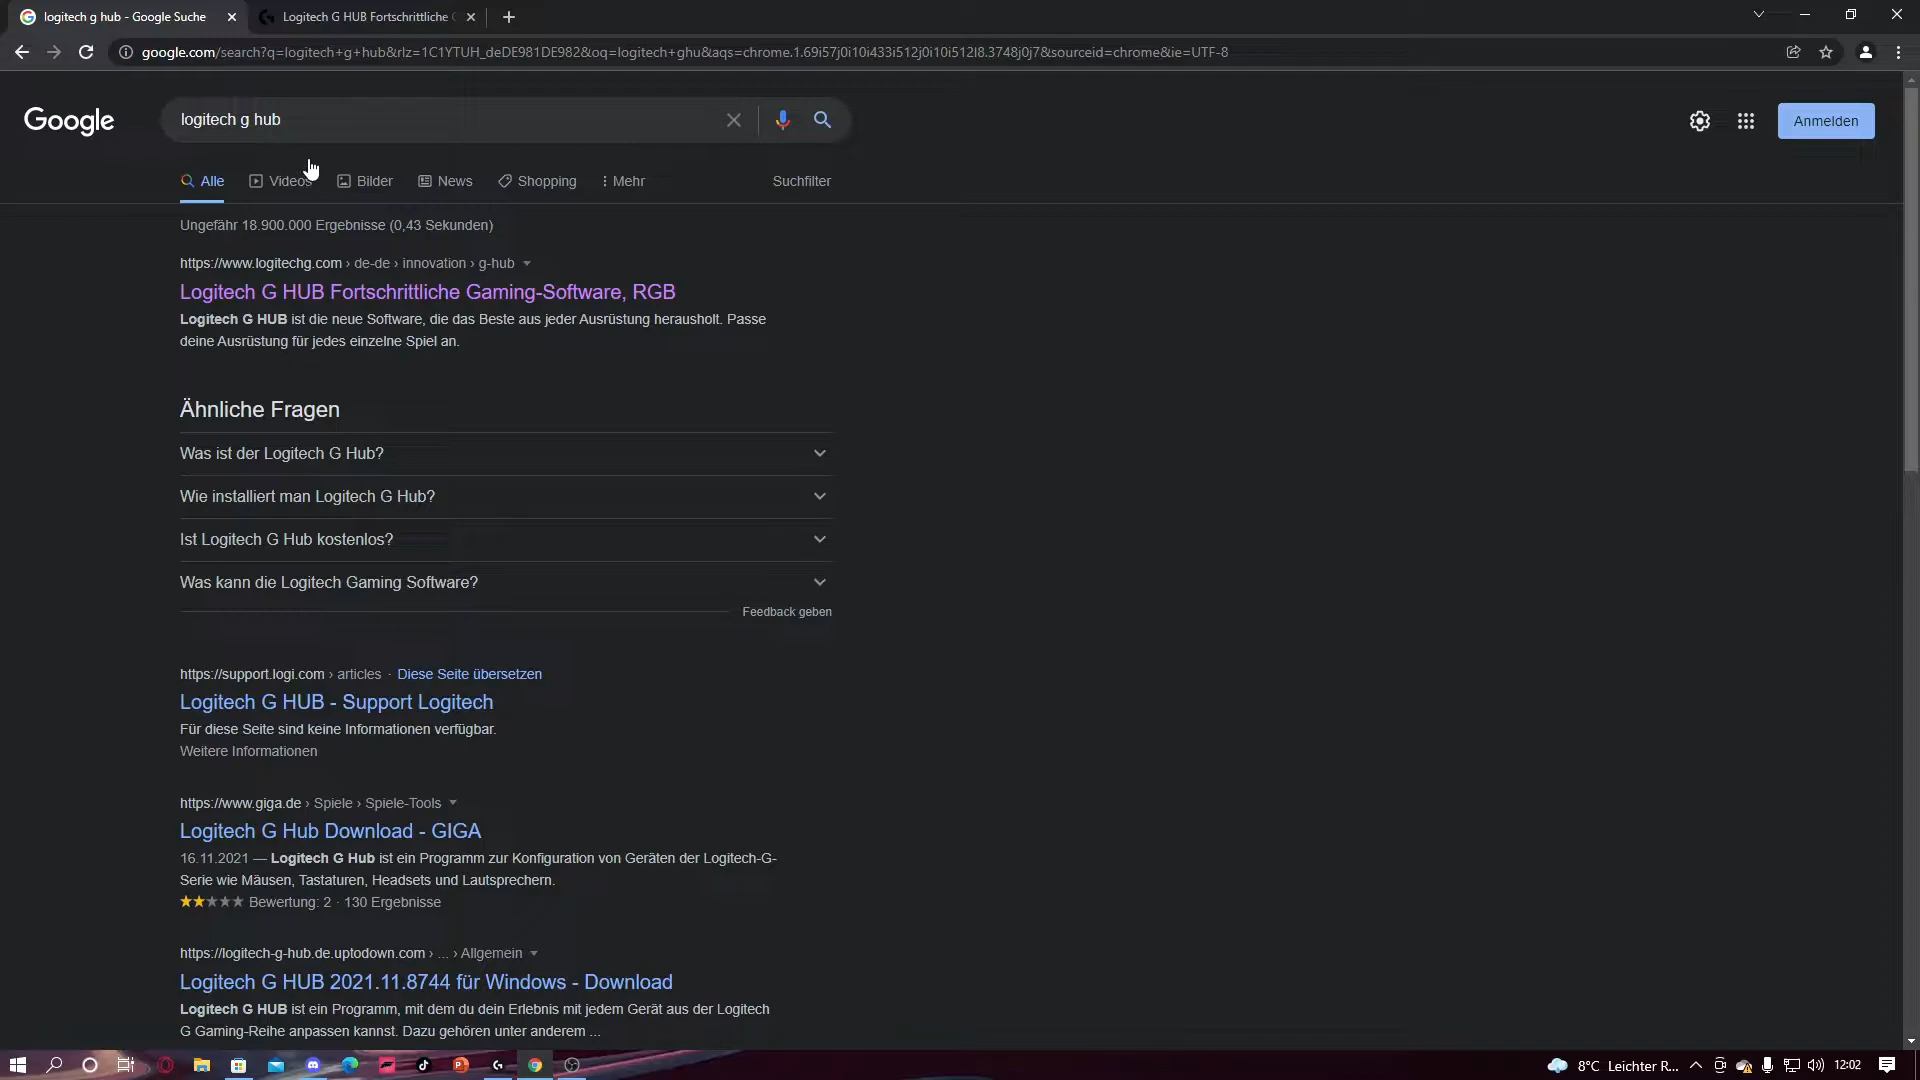 logitech g hub - Google Suche
Logitech G HUB Fortschrittliche
google.com/search?q=logitech+g+hub&rlz=1C1YTUH_deDE981DE982&oq=logitech+ghu&aqs=chrome.1.69i57j0i10i433i512j0i10i512l8.3748j0j7&sourceid=chrome&ie=UTF-8
Google
logitech g hub
Anmelden
Alle
Videos
Bilder
News
Shopping
Mehr
Suchfilter
Ungefähr 18.900.000 Ergebnisse (0,43 Sekunden)
https://www.logitechg.com › de-de › innovation › g-hub
Logitech G HUB Fortschrittliche Gaming-Software, RGB
Logitech G HUB ist die neue Software, die das Beste aus jeder Ausrüstung herausholt. Passe
deine Ausrüstung für jedes einzelne Spiel an.
Ähnliche Fragen
Was ist der Logitech G Hub?
Wie installiert man Logitech G Hub?
Ist Logitech G Hub kostenlos?
Was kann die Logitech Gaming Software?
Feedback geben
https://support.logi.com › articles · Diese Seite übersetzen
Logitech G HUB - Support Logitech
Für diese Seite sind keine Informationen verfügbar.
Weitere Informationen
https://www.giga.de › Spiele › Spiele-Tools
Logitech G Hub Download - GIGA
16.11.2021 — Logitech G Hub ist ein Programm zur Konfiguration von Geräten der Logitech-G-
Serie wie Mäusen, Tastaturen, Headsets und Lautsprechern.
Bewertung: 2 · 130 Ergebnisse
https://logitech-g-hub.de.uptodown.com › ... › Allgemein
Logitech G HUB 2021.11.8744 für Windows - Download
Logitech G HUB ist ein Programm, mit dem du dein Erlebnis mit jedem Gerät aus der Logitech
G Gaming-Reihe anpassen kannst. Dazu gehören unter anderem ...
8°C Leichter R...
12:02